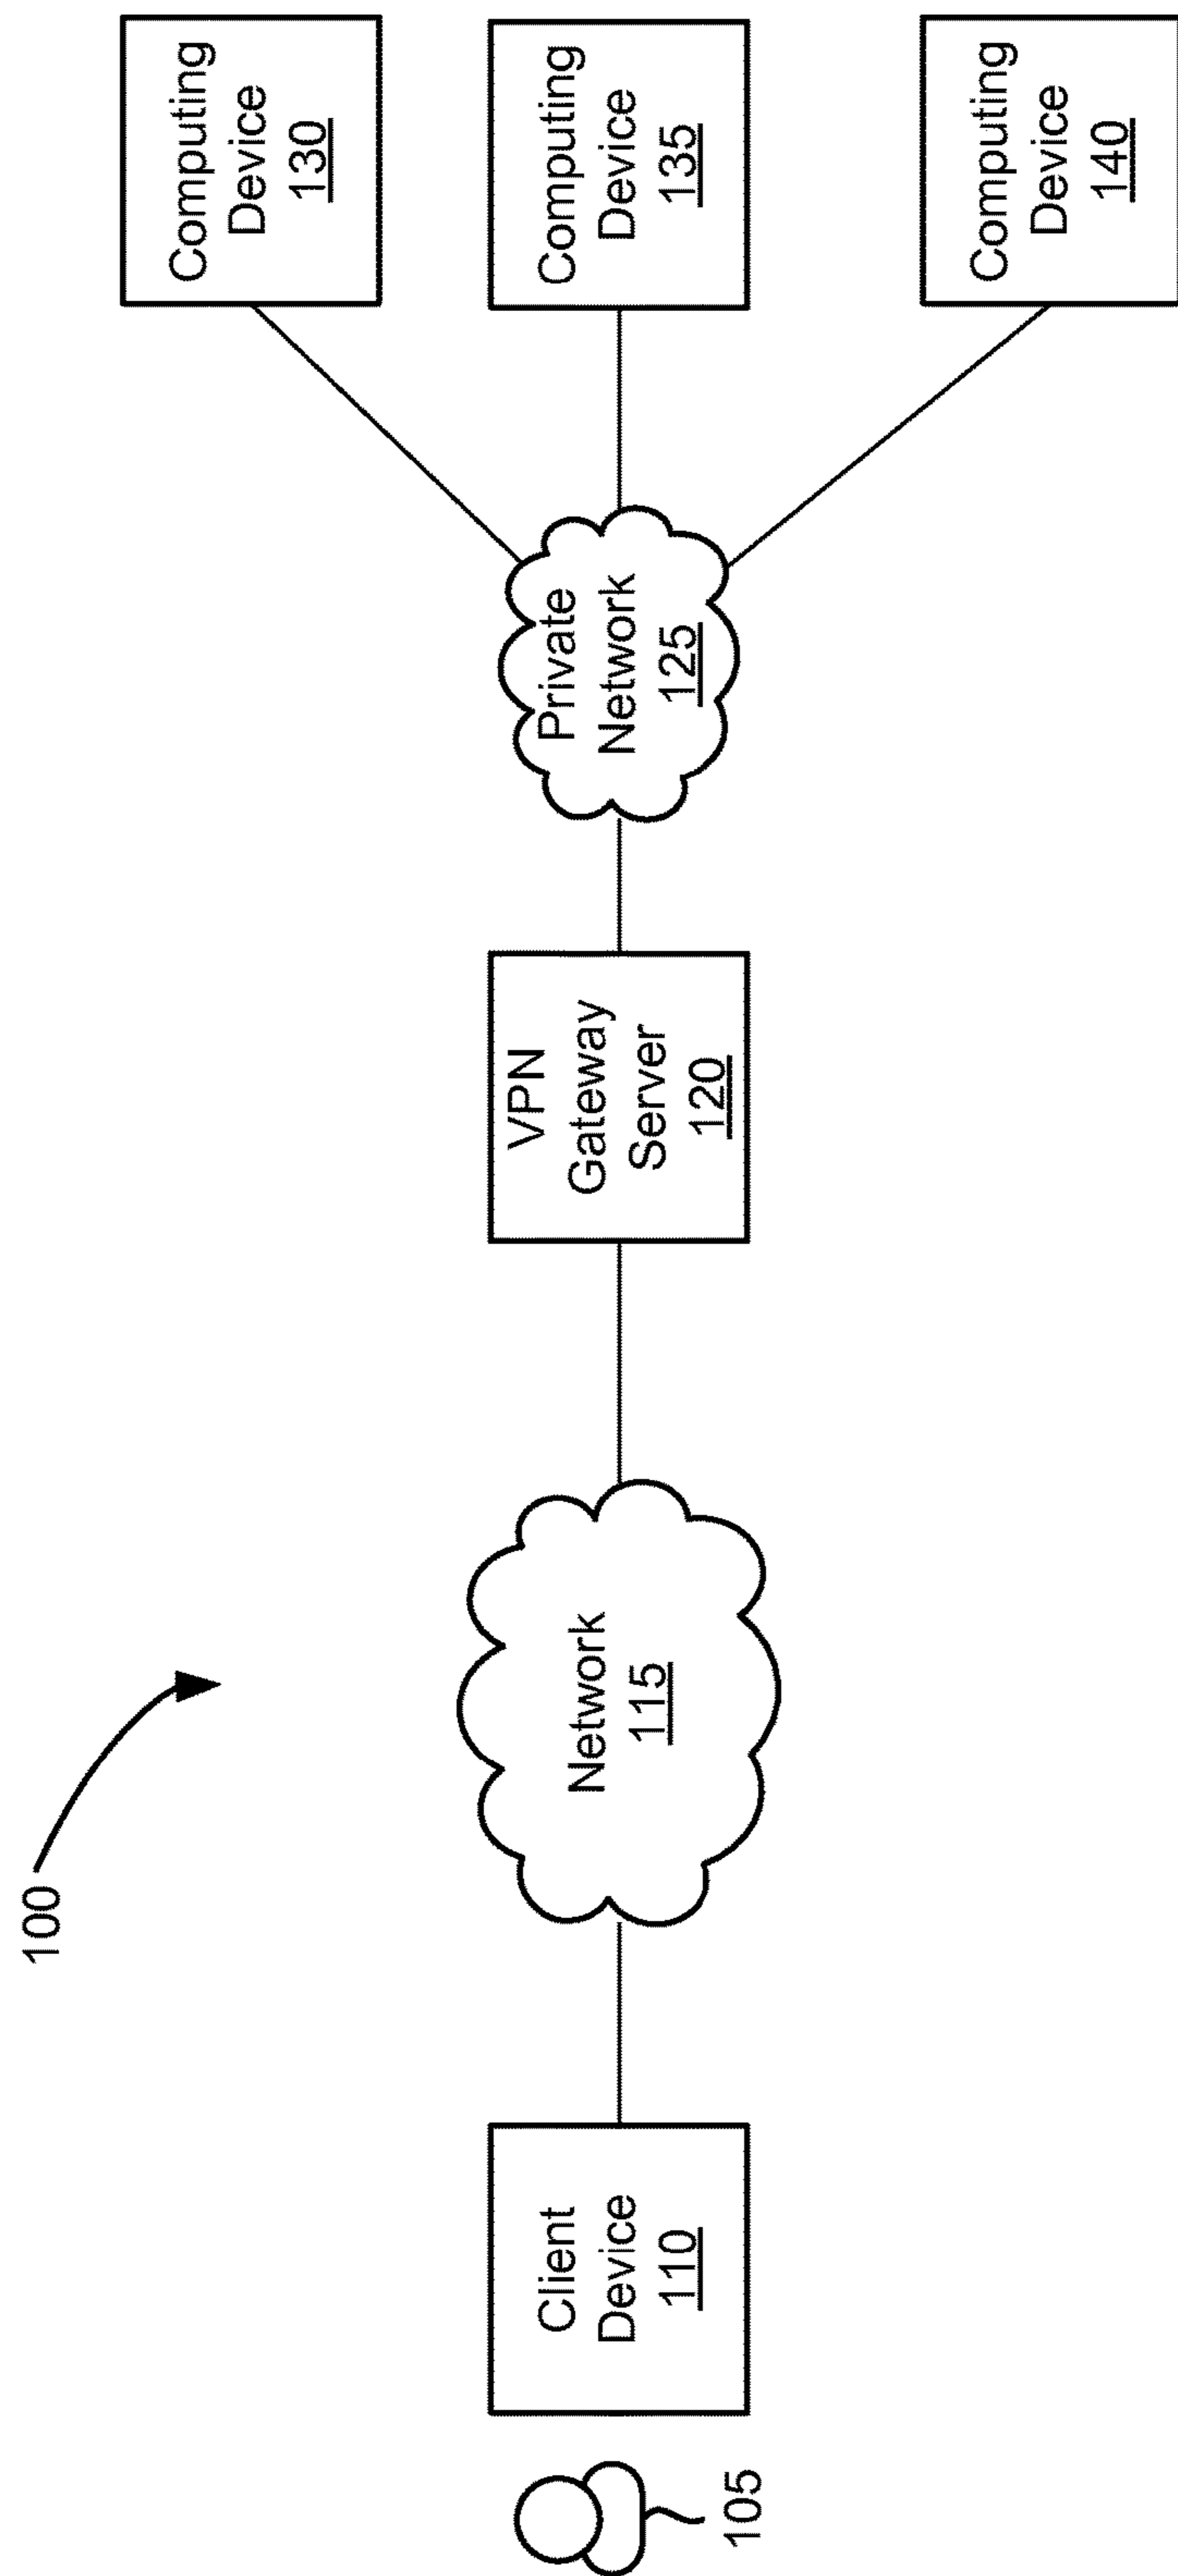 100
105
Client
Device
110
Network
115
VPN
Gateway
Server
120
Private
Network
125
Computing
Device
130
Computing
Device
135
Computing
Device
140